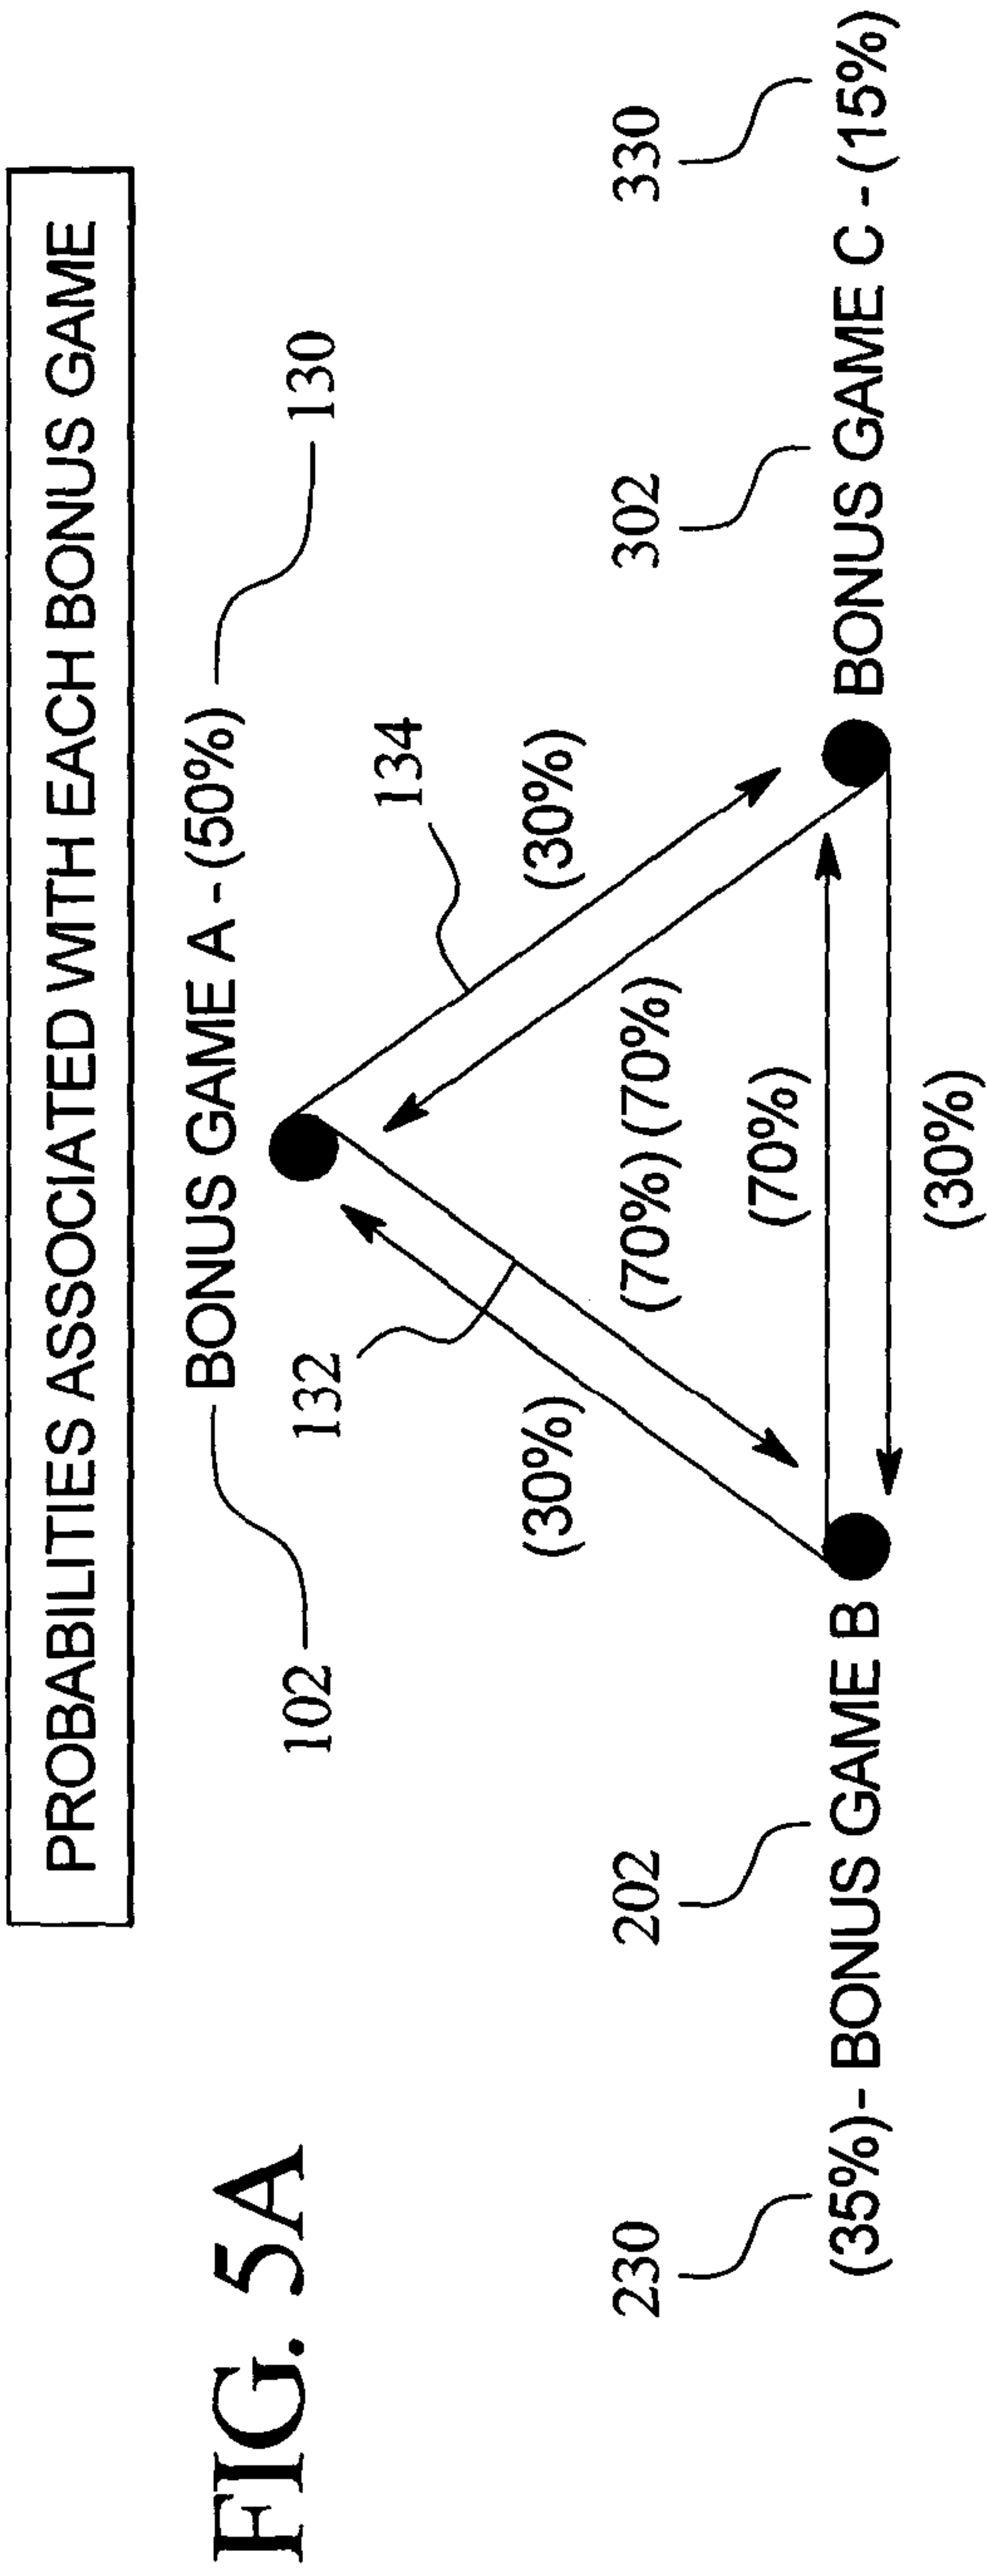 FIG. 5A
PROBABILITIES ASSOCIATED WITH EACH BONUS GAME
102
BONUS GAME A - (50%)
130
132
134
(30%)
(30%)
(70%) (70%)
230
202
302
330
(70%)
(35%) - BONUS GAME B
BONUS GAME C - (15%)
(30%)